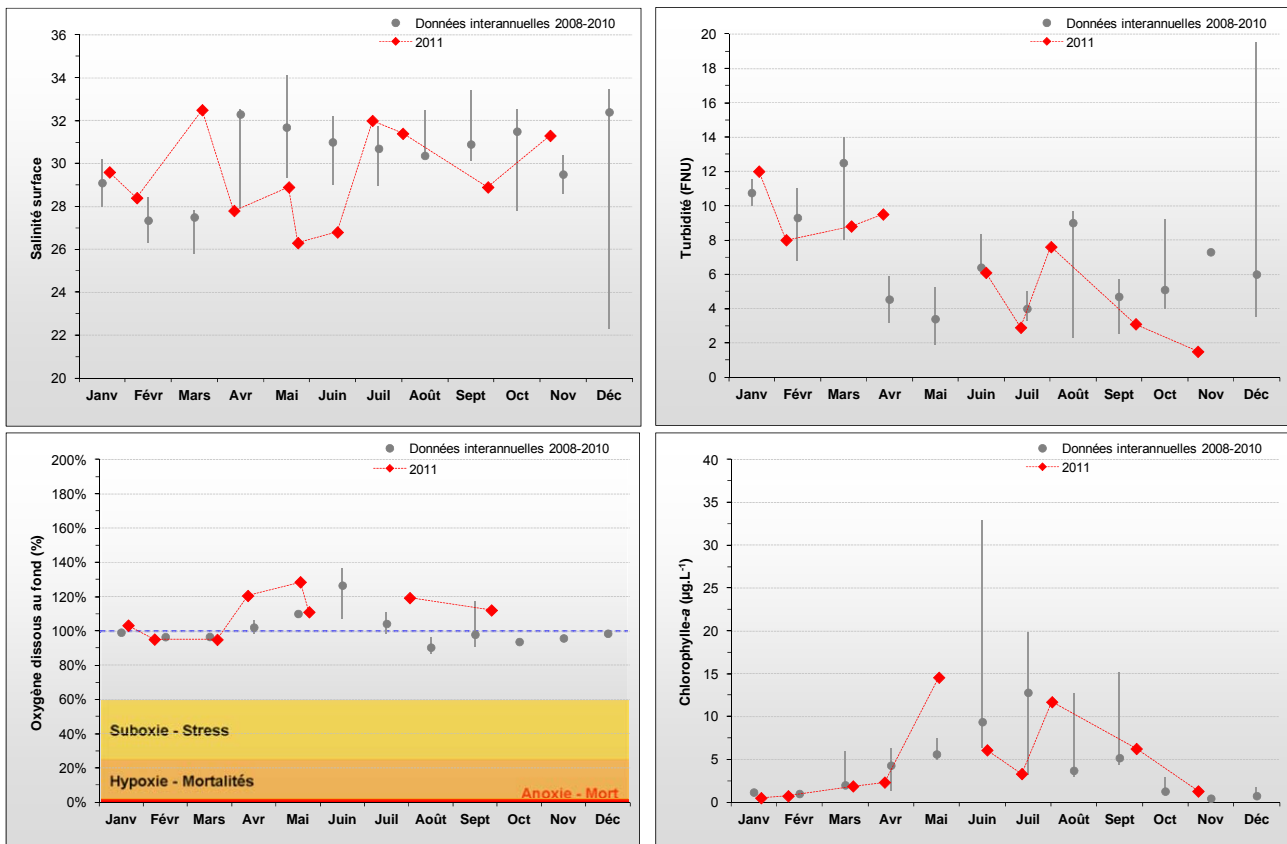 Données interannuelles 2008-2010
2011
Salinité surface
36
34
32
30
28
26
24
22
20
Janv Févr Mars Avr Mai Juin Juil Août Sept Oct Nov Déc
Données interannuelles 2008-2010
2011
Turbidité (FNU)
20
18
16
14
12
10
8
6
4
2
0
Janv Févr Mars Avr Mai Juin Juil Août Sept Oct Nov Déc
Données interannuelles 2008-2010
2011
Oxygène dissous au fond (%)
200%
180%
160%
140%
120%
100%
80%
60%
40%
20%
0%
Suboxie - Stress
Hypoxie - Mortalités
Anoxie - Mort
Janv Févr Mars Avr Mai Juin Juil Août Sept Oct Nov Déc
Données interannuelles 2008-2010
2011
Chlorophylle-a (µg.L⁻¹)
40
35
30
25
20
15
10
5
0
Janv Févr Mars Avr Mai Juin Juil Août Sept Oct Nov Déc